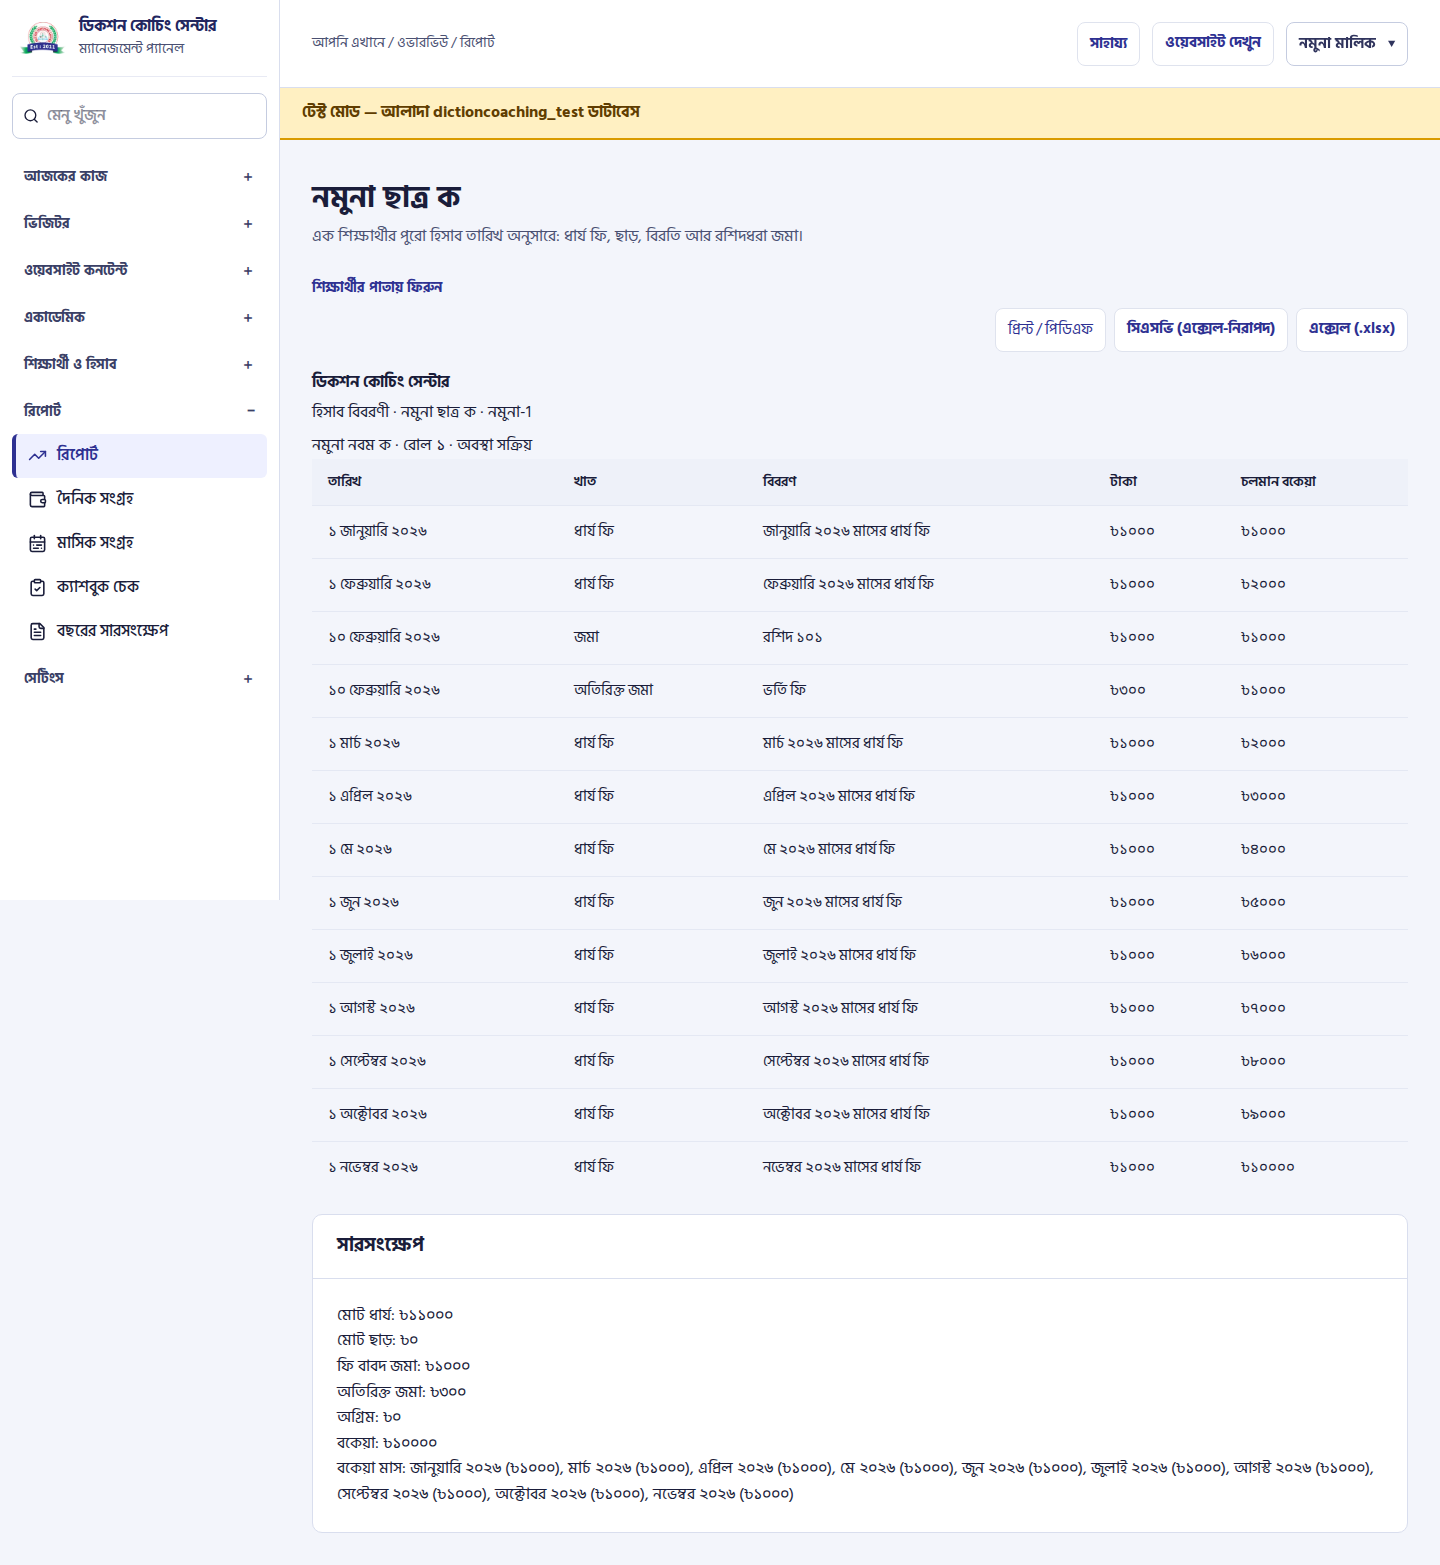 ডিকশন কোচিং সেন্টার
ম্যানেজমেন্ট প্যানেল
Est : 2011
মেনু খুঁজুন
আজকের কাজ +
ভিজিটর +
ওয়েবসাইট কনটেন্ট +
একাডেমিক +
শিক্ষার্থী ও হিসাব +
রিপোর্ট −
রিপোর্ট
দৈনিক সংগ্রহ
মাসিক সংগ্রহ
ক্যাশবুক চেক
বছরের সারসংক্ষেপ
সেটিংস +
আপনি এখানে / ওভারভিউ / রিপোর্ট
সাহায্য
ওয়েবসাইট দেখুন
নমুনা মালিক ▾
টেস্ট মোড — আলাদা dictioncoaching_test ডাটাবেস
নমুনা ছাত্র ক
এক শিক্ষার্থীর পুরো হিসাব তারিখ অনুসারে: ধার্য ফি, ছাড়, বিরতি আর রশিদধরা জমা।
শিক্ষার্থীর পাতায় ফিরুন
প্রিন্ট / পিডিএফ
সিএসভি (এক্সেল-নিরাপদ)
এক্সেল (.xlsx)
ডিকশন কোচিং সেন্টার
হিসাব বিবরণী · নমুনা ছাত্র ক · নমুনা-1
নমুনা নবম ক · রোল ১ · অবস্থা সক্রিয়
তারিখ খাত বিবরণ টাকা চলমান বকেয়া
১ জানুয়ারি ২০২৬ ধার্য ফি জানুয়ারি ২০২৬ মাসের ধার্য ফি ৳১০০০ ৳১০০০
১ ফেব্রুয়ারি ২০২৬ ধার্য ফি ফেব্রুয়ারি ২০২৬ মাসের ধার্য ফি ৳১০০০ ৳২০০০
১০ ফেব্রুয়ারি ২০২৬ জমা রশিদ ১০১ ৳১০০০ ৳১০০০
১০ ফেব্রুয়ারি ২০২৬ অতিরিক্ত জমা ভর্তি ফি ৳৩০০ ৳১০০০
১ মার্চ ২০২৬ ধার্য ফি মার্চ ২০২৬ মাসের ধার্য ফি ৳১০০০ ৳২০০০
১ এপ্রিল ২০২৬ ধার্য ফি এপ্রিল ২০২৬ মাসের ধার্য ফি ৳১০০০ ৳৩০০০
১ মে ২০২৬ ধার্য ফি মে ২০২৬ মাসের ধার্য ফি ৳১০০০ ৳৪০০০
১ জুন ২০২৬ ধার্য ফি জুন ২০২৬ মাসের ধার্য ফি ৳১০০০ ৳৫০০০
১ জুলাই ২০২৬ ধার্য ফি জুলাই ২০২৬ মাসের ধার্য ফি ৳১০০০ ৳৬০০০
১ আগস্ট ২০২৬ ধার্য ফি আগস্ট ২০২৬ মাসের ধার্য ফি ৳১০০০ ৳৭০০০
১ সেপ্টেম্বর ২০২৬ ধার্য ফি সেপ্টেম্বর ২০২৬ মাসের ধার্য ফি ৳১০০০ ৳৮০০০
১ অক্টোবর ২০২৬ ধার্য ফি অক্টোবর ২০২৬ মাসের ধার্য ফি ৳১০০০ ৳৯০০০
১ নভেম্বর ২০২৬ ধার্য ফি নভেম্বর ২০২৬ মাসের ধার্য ফি ৳১০০০ ৳১০০০০
সারসংক্ষেপ
মোট ধার্য: ৳১১০০০
মোট ছাড়: ৳০
ফি বাবদ জমা: ৳১০০০
অতিরিক্ত জমা: ৳৩০০
অগ্রিম: ৳০
বকেয়া: ৳১০০০০
বকেয়া মাস: জানুয়ারি ২০২৬ (৳১০০০), মার্চ ২০২৬ (৳১০০০), এপ্রিল ২০২৬ (৳১০০০), মে ২০২৬ (৳১০০০), জুন ২০২৬ (৳১০০০), জুলাই ২০২৬ (৳১০০০), আগস্ট ২০২৬ (৳১০০০),
সেপ্টেম্বর ২০২৬ (৳১০০০), অক্টোবর ২০২৬ (৳১০০০), নভেম্বর ২০২৬ (৳১০০০)